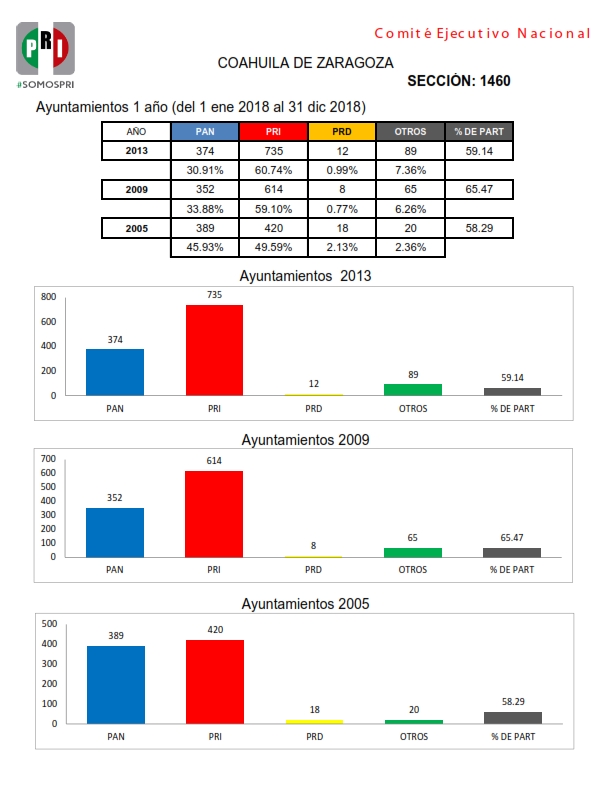 Comité Ejecutivo Nacional
PRI
#SOMOSPRI
COAHUILA DE ZARAGOZA
SECCIÓN: 1460
Ayuntamientos 1 año (del 1 ene 2018 al 31 dic 2018)
AÑO PAN PRI PRD OTROS % DE PART
2013 374 735 12 89 59.14
30.91% 60.74% 0.99% 7.36%
2009 352 614 8 65 65.47
33.88% 59.10% 0.77% 6.26%
2005 389 420 18 20 58.29
45.93% 49.59% 2.13% 2.36%
Ayuntamientos 2013
800
600
400
200
0
374 735 12 89 59.14
PAN PRI PRD OTROS % DE PART
Ayuntamientos 2009
700
600
500
400
300
200
100
0
352 614 8 65 65.47
PAN PRI PRD OTROS % DE PART
Ayuntamientos 2005
500
400
300
200
100
0
389 420 18 20 58.29
PAN PRI PRD OTROS % DE PART